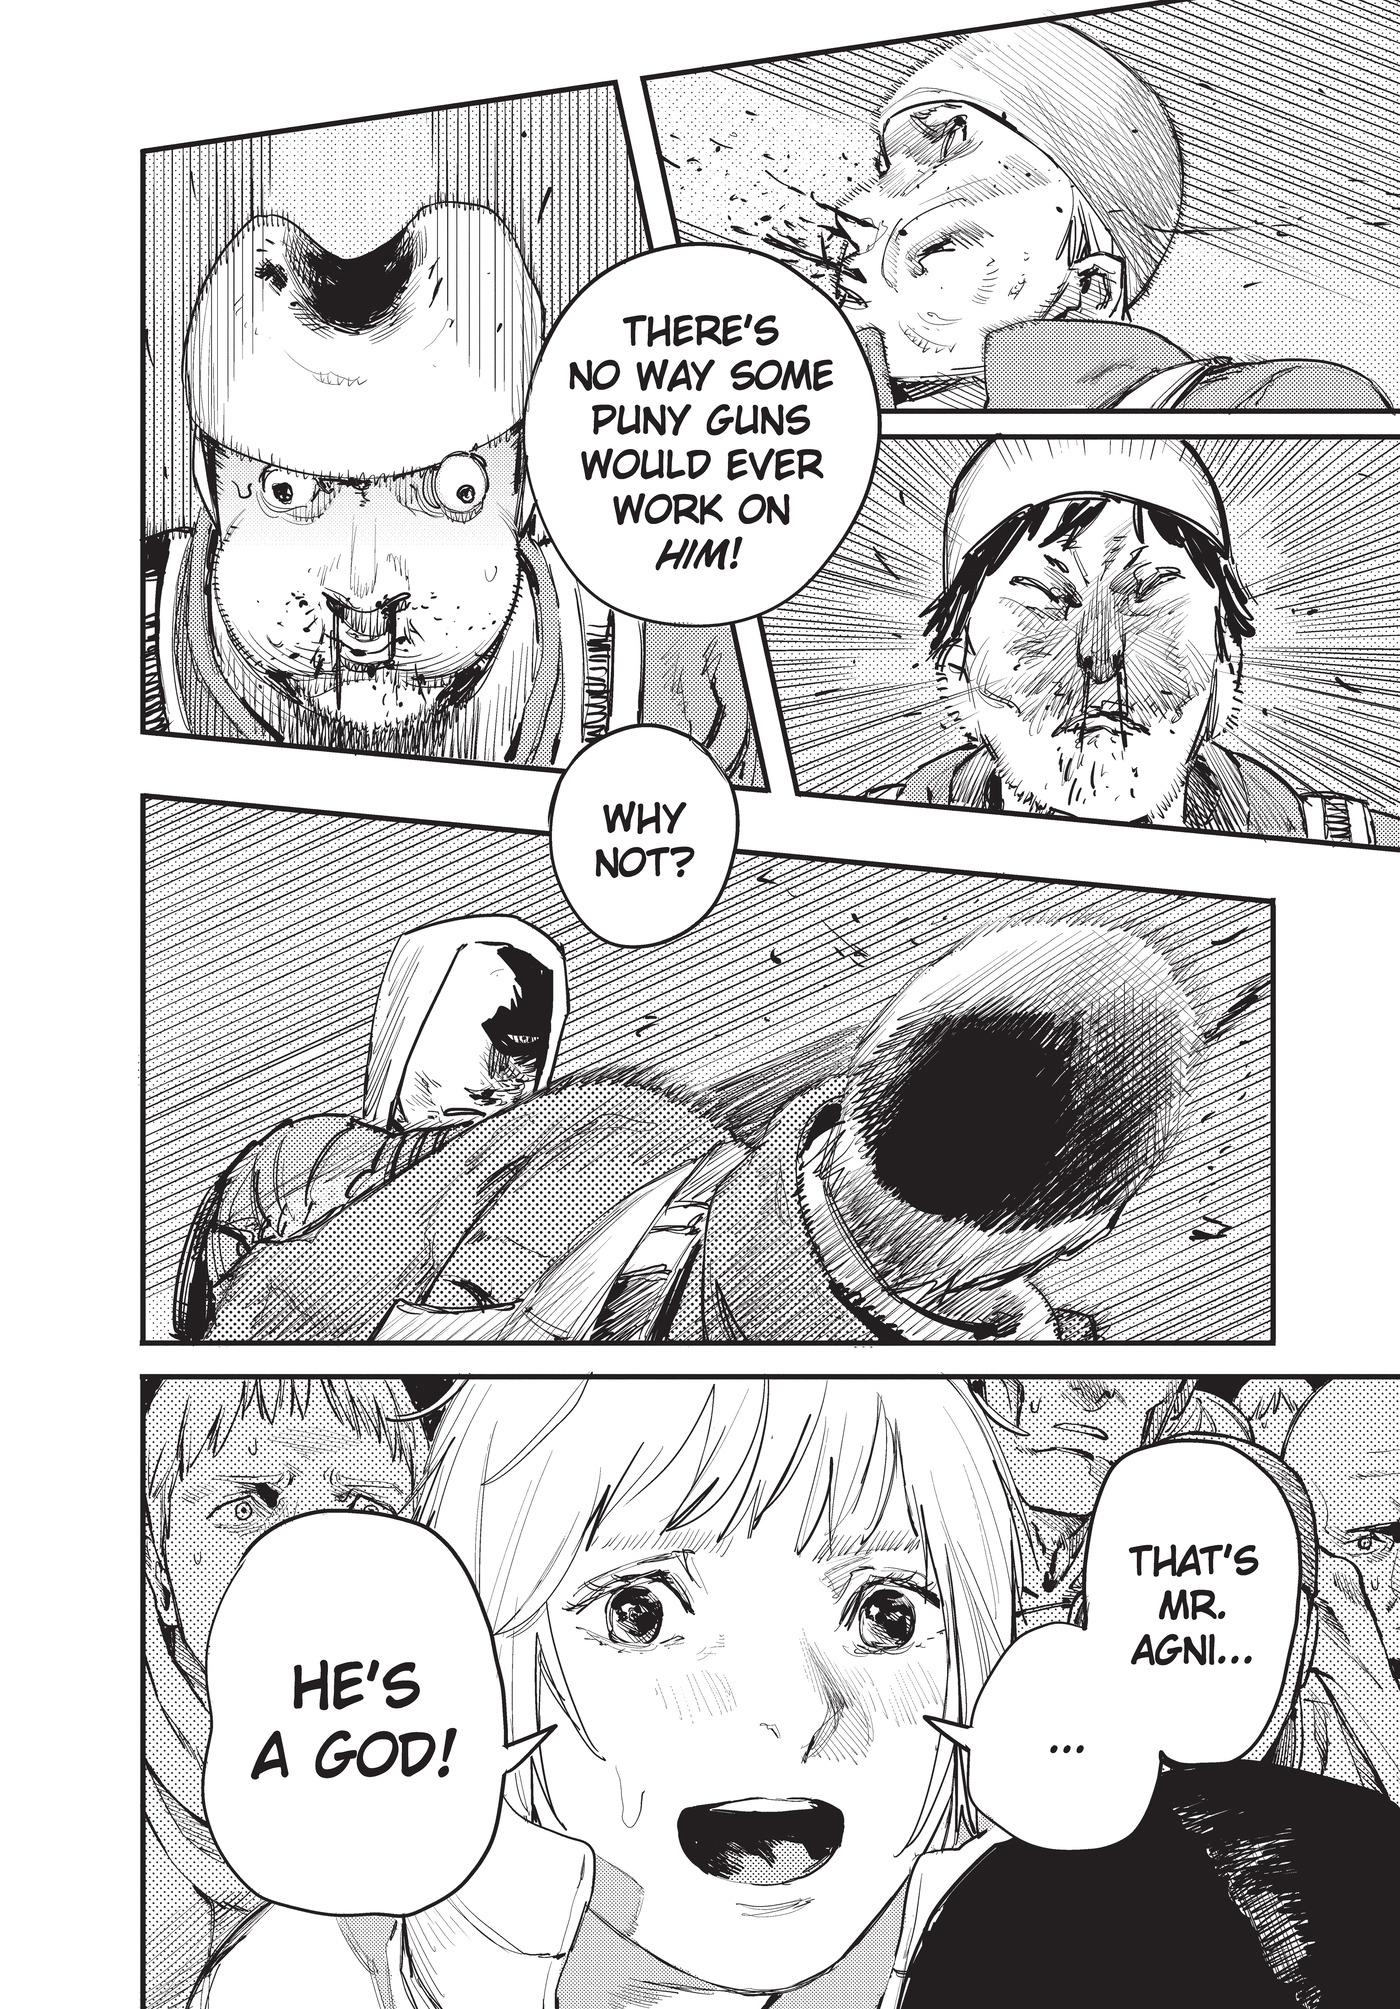 THERE'S
NO WAY SOME
PUNY GUNS
WOULD EVER
WORK ON
HIM!
WHY
NOT?
THAT'S
MR.
AGNI...
...
HE'S
A GOD!